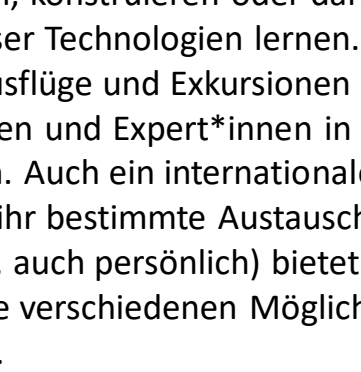 , konstruieren oder dar
ser Technologien lernen.
usflüge und Exkursionen
en und Expert*innen in
. Auch ein international
ihr bestimmte Austausch
auch persönlich) bietet
e verschiedenen Möglich
.